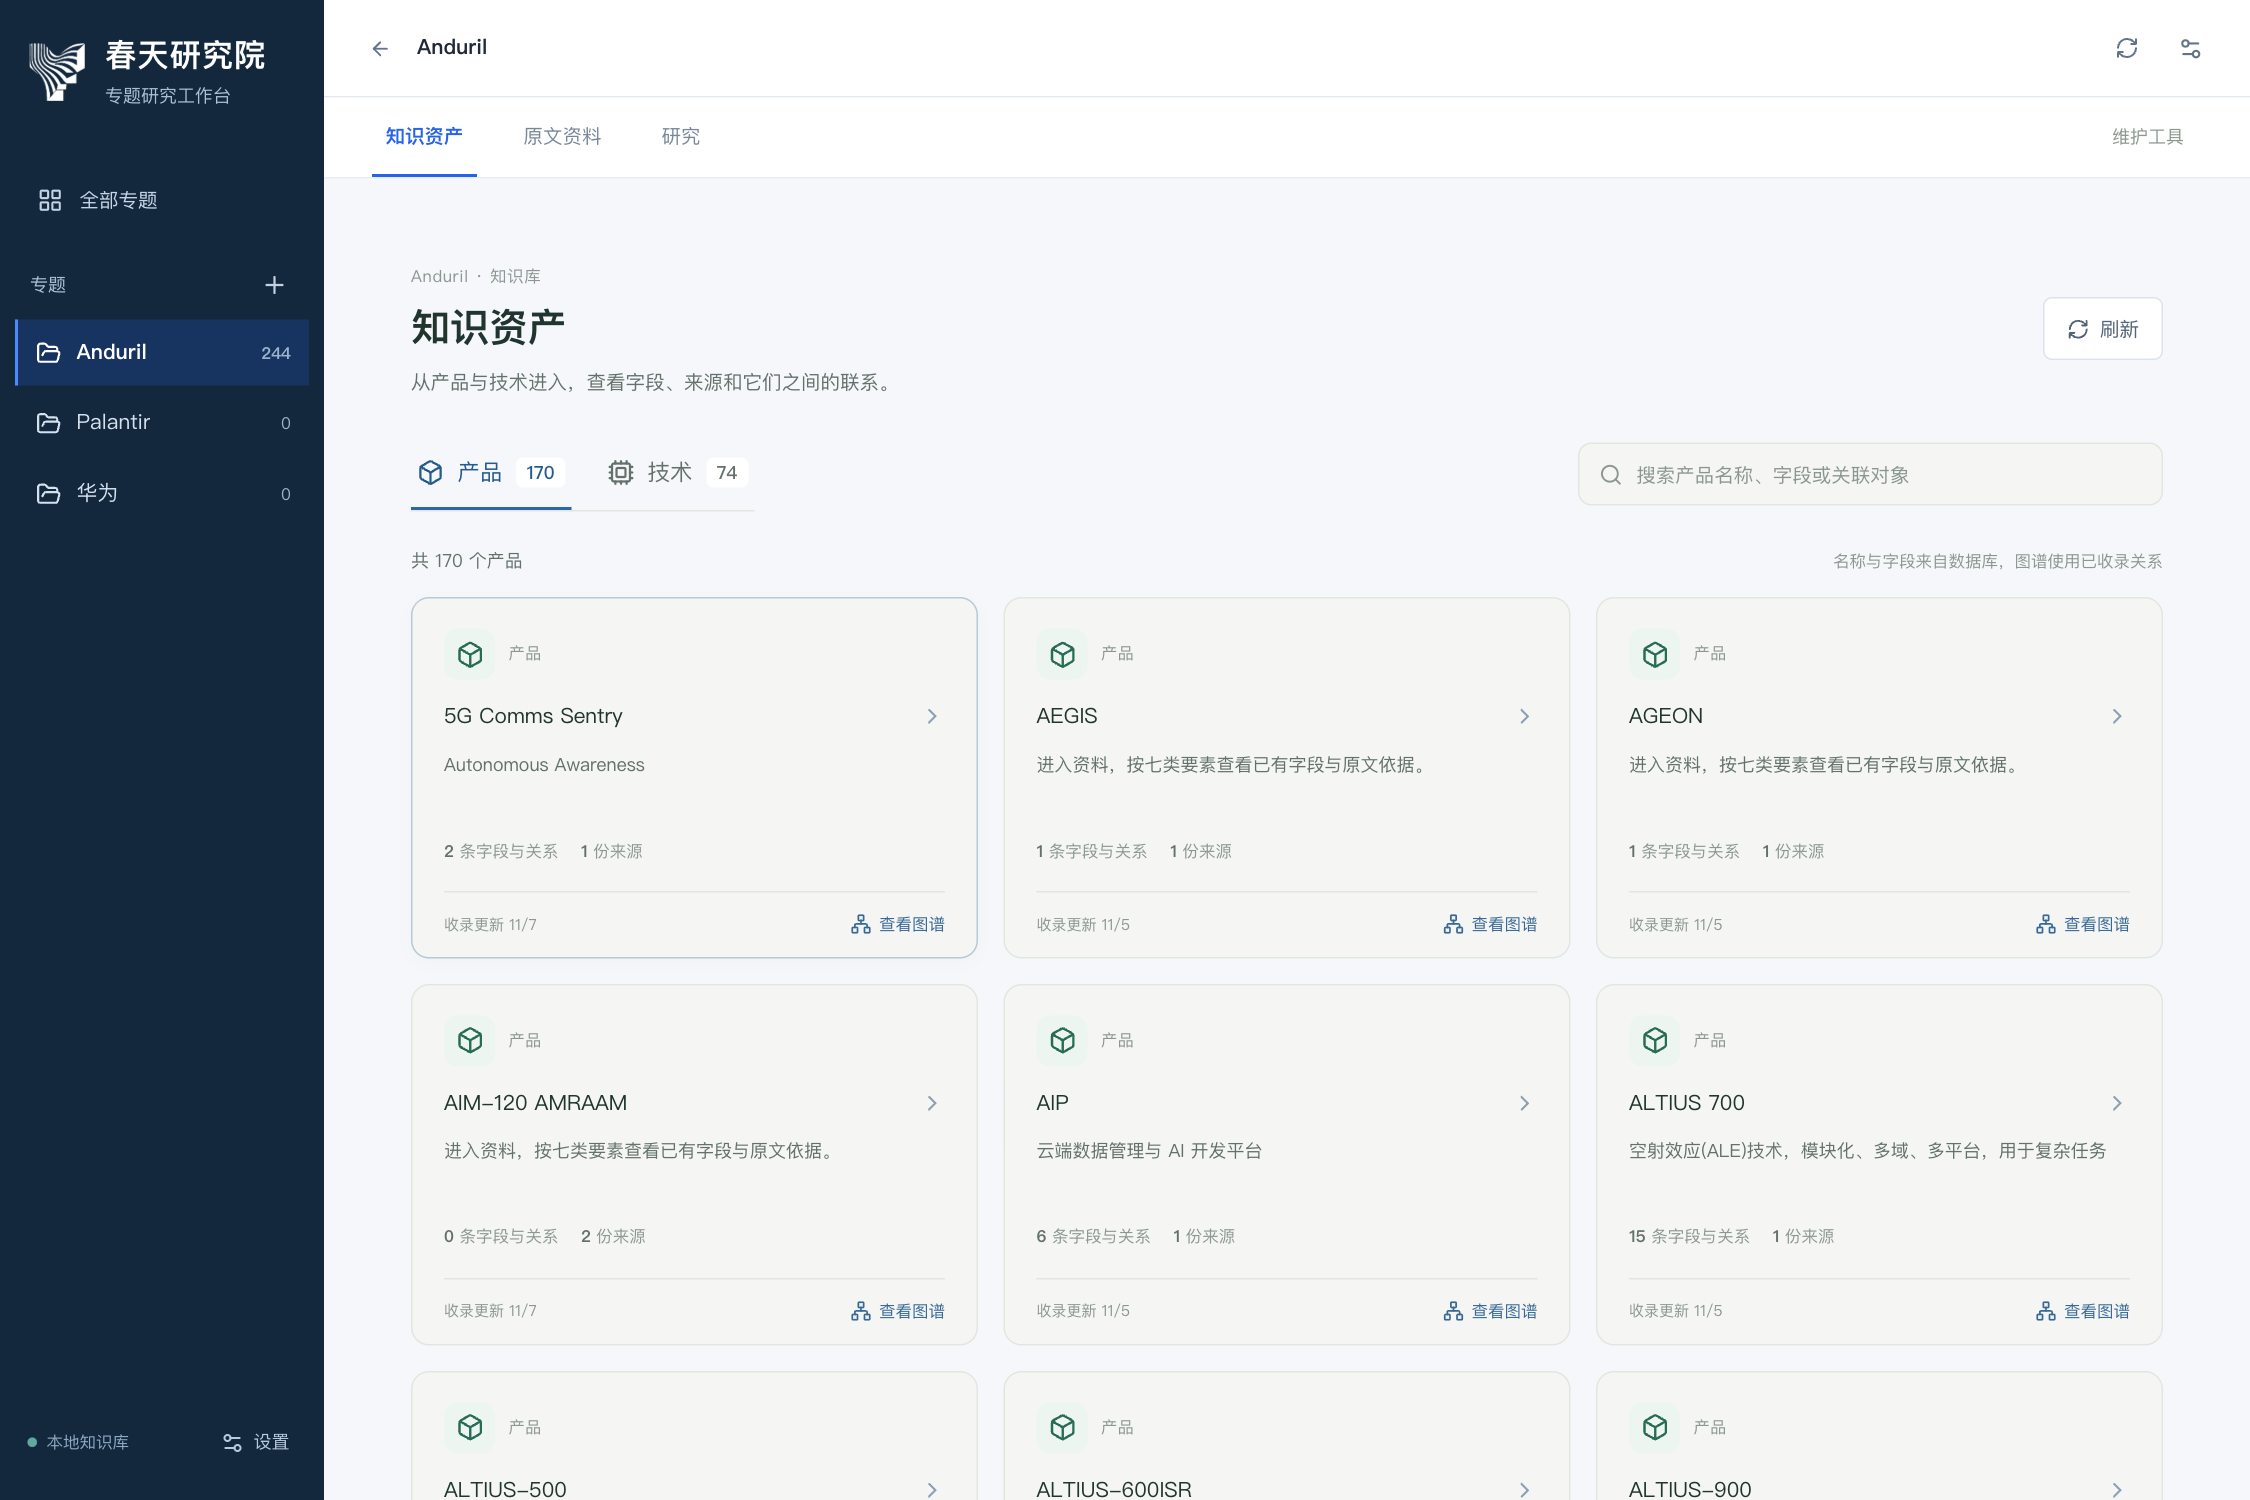 春天研究院
专题研究工作台
全部专题
专题
Anduril 244
Palantir 0
华为 0
本地知识库 设置
Anduril
知识资产 原文资料 研究 维护工具
Anduril · 知识库
知识资产
刷新
从产品与技术进入，查看字段、来源和它们之间的联系。
产品 170 技术 74
搜索产品名称、字段或关联对象
共 170 个产品
名称与字段来自数据库，图谱使用已收录关系
产品
5G Comms Sentry
Autonomous Awareness
2 条字段与关系 1 份来源
收录更新 11/7 查看图谱
产品
AEGIS
进入资料，按七类要素查看已有字段与原文依据。
1 条字段与关系 1 份来源
收录更新 11/5 查看图谱
产品
AGEON
进入资料，按七类要素查看已有字段与原文依据。
1 条字段与关系 1 份来源
收录更新 11/5 查看图谱
产品
AIM-120 AMRAAM
进入资料，按七类要素查看已有字段与原文依据。
0 条字段与关系 2 份来源
收录更新 11/7 查看图谱
产品
AIP
云端数据管理与 AI 开发平台
6 条字段与关系 1 份来源
收录更新 11/5 查看图谱
产品
ALTIUS 700
空射效应(ALE)技术，模块化、多域、多平台，用于复杂任务
15 条字段与关系 1 份来源
收录更新 11/5 查看图谱
产品
ALTIUS-500
产品
ALTIUS-600ISR
产品
ALTIUS-900